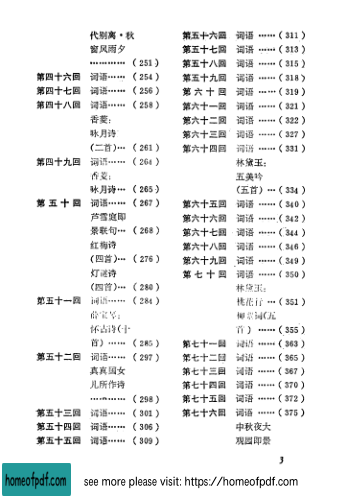 代别离·秋
窗风雨夕
………… (251)
第四十六回 词语…… (254)
第四十七回 词语…… (256)
第四十八回 词语…… (258)
香菱：
咏月诗
(二首)… (261)
第四十九回 词语…… (264)
香菱：
咏月诗… (265)
第五十回 词语…… (267)
芦雪庭即
景联句… (268)
红梅诗
(四首)… (276)
灯谜诗
(四首)… (280)
第五十一回 词语…… (284)
薛宝琴：
怀古诗(十
首) …… (285)
第五十二回 词语…… (297)
真真国女
儿所作诗
………… (298)
第五十三回 词语…… (301)
第五十四回 词语…… (306)
第五十五回 词语…… (309)
第五十六回 词语 …… (311)
第五十七回 词语 …… (313)
第五十八回 词语 …… (315)
第五十九回 词语 …… (318)
第六十回 词语 …… (319)
第六十一回 词语 …… (321)
第六十二回 词语 …… (322)
第六十三回 词语 …… (327)
第六十四回 词语 …… (331)
林黛玉：
五美吟
(五首) … (334)
第六十五回 词语 …… (340)
第六十六回 词语 …… (342)
第六十七回 词语 …… (344)
第六十八回 词语 …… (346)
第六十九回 词语 …… (349)
第七十回 词语 …… (350)
林黛玉：
桃花行 … (351)
柳絮词(五
首) …… (355)
第七十一回 词语 …… (363)
第七十二回 词语 …… (365)
第七十三回 词语 …… (367)
第七十四回 词语 …… (370)
第七十五回 词语 …… (372)
第七十六回 词语 …… (375)
中秋夜大
观园即景
3
homeofpdf.com
see more please visit: https://homeofpdf.com